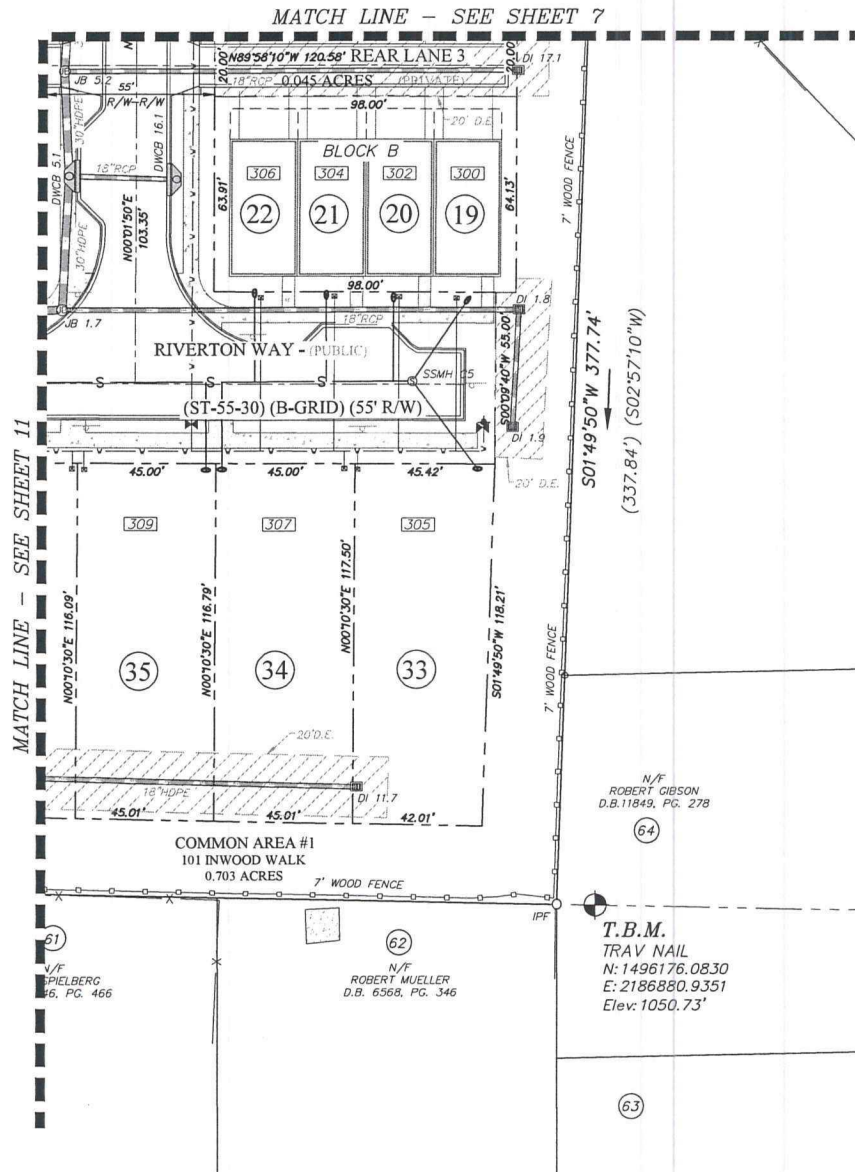 MATCH LINE - SEE SHEET 7
N89°58'10"W 120.58' REAR LANE 3
20.00'
20.00'
DI 17.1
JB 5.2
18"RCP 0.045 ACRES (PRIVATE)
55'
R/W-R/W
98.00'
20' D.E.
30"HDPE
DWCB 16.1
DWCB 5.1
18"RCP
BLOCK B
306
304
302
300
22
21
20
19
63.91'
64.13'
N00°01'50"E
103.35'
30"HDPE
7' WOOD FENCE
98.00'
DI 1.8
JB 1.7
18"RCP
RIVERTON WAY - (PUBLIC)
S
S
S
S
SSMH C5
(ST-55-30) (B-GRID) (55' R/W)
S00°09'40"W 55.00'
DI 1.9
20' D.E.
S01°49'50"W 377.74'
(337.84') (S02°57'10"W)
MATCH LINE - SEE SHEET 11
45.00'
45.00'
45.42'
309
307
305
N00°10'30"E 116.09'
N00°10'30"E 116.79'
N00°10'30"E 117.50'
S01°49'50"W 118.21'
35
34
33
7' WOOD FENCE
20'D.E.
18"HDPE
DI 11.7
45.01'
45.01'
42.01'
COMMON AREA #1
101 INWOOD WALK
0.703 ACRES
7' WOOD FENCE
N/F
ROBERT GIBSON
D.B.11849, PG. 278
64
IPF
T.B.M.
TRAV NAIL
N: 1496176.0830
E: 2186880.9351
Elev: 1050.73'
61
N/F
SPIELBERG
46, PG. 466
62
N/F
ROBERT MUELLER
D.B. 6568, PG. 346
63